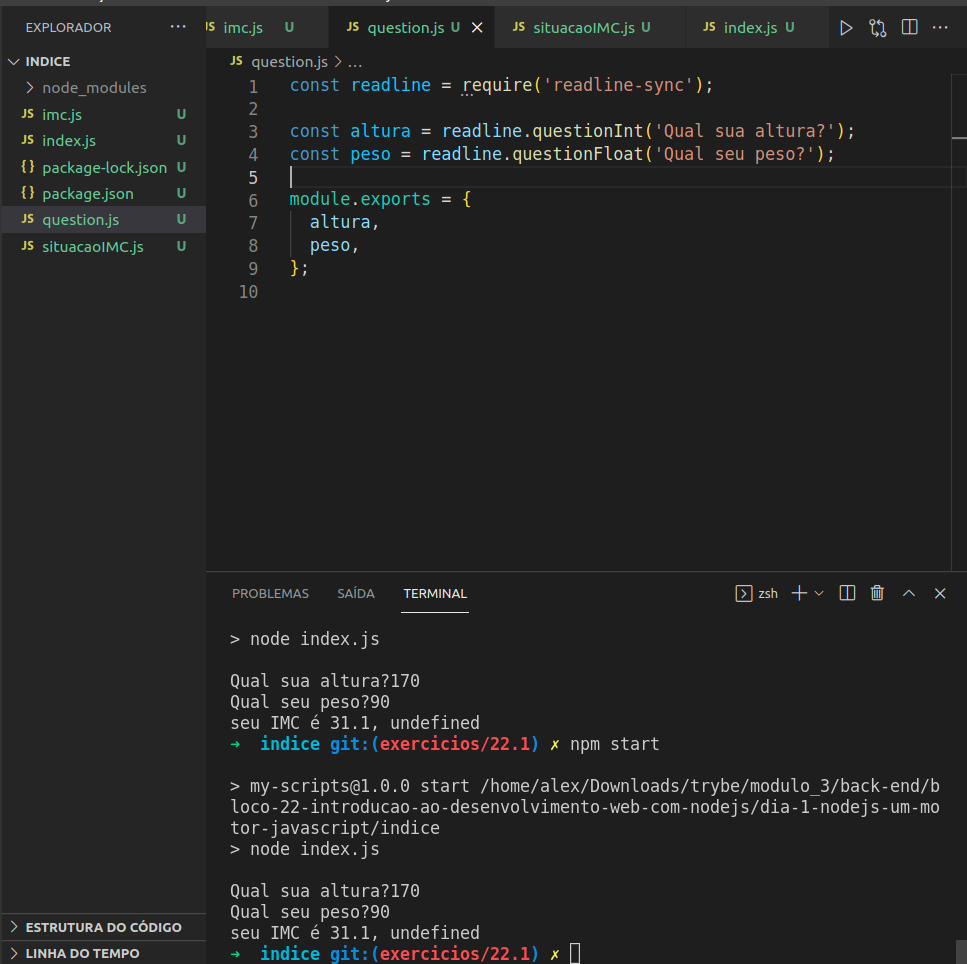 EXPLORADOR ···
INDICE
node_modules
JS imc.js U
JS index.js U
{} package-lock.json U
{} package.json U
JS question.js U
JS situacaoIMC.js U
ESTRUTURA DO CÓDIGO
LINHA DO TEMPO
JS imc.js U JS question.js U JS situacaoIMC.js U JS index.js U ···
JS question.js > ...
1 const readline = require('readline-sync');
2
3 const altura = readline.questionInt('Qual sua altura?');
4 const peso = readline.questionFloat('Qual seu peso?');
5
6 module.exports = {
7 altura,
8 peso,
9 };
10
PROBLEMAS SAÍDA TERMINAL zsh
> node index.js
Qual sua altura?170
Qual seu peso?90
seu IMC é 31.1, undefined
➜ indice git:(exercicios/22.1) ✗ npm start
> my-scripts@1.0.0 start /home/alex/Downloads/trybe/modulo_3/back-end/b
loco-22-introducao-ao-desenvolvimento-web-com-nodejs/dia-1-nodejs-um-mo
tor-javascript/indice
> node index.js
Qual sua altura?170
Qual seu peso?90
seu IMC é 31.1, undefined
➜ indice git:(exercicios/22.1) ✗